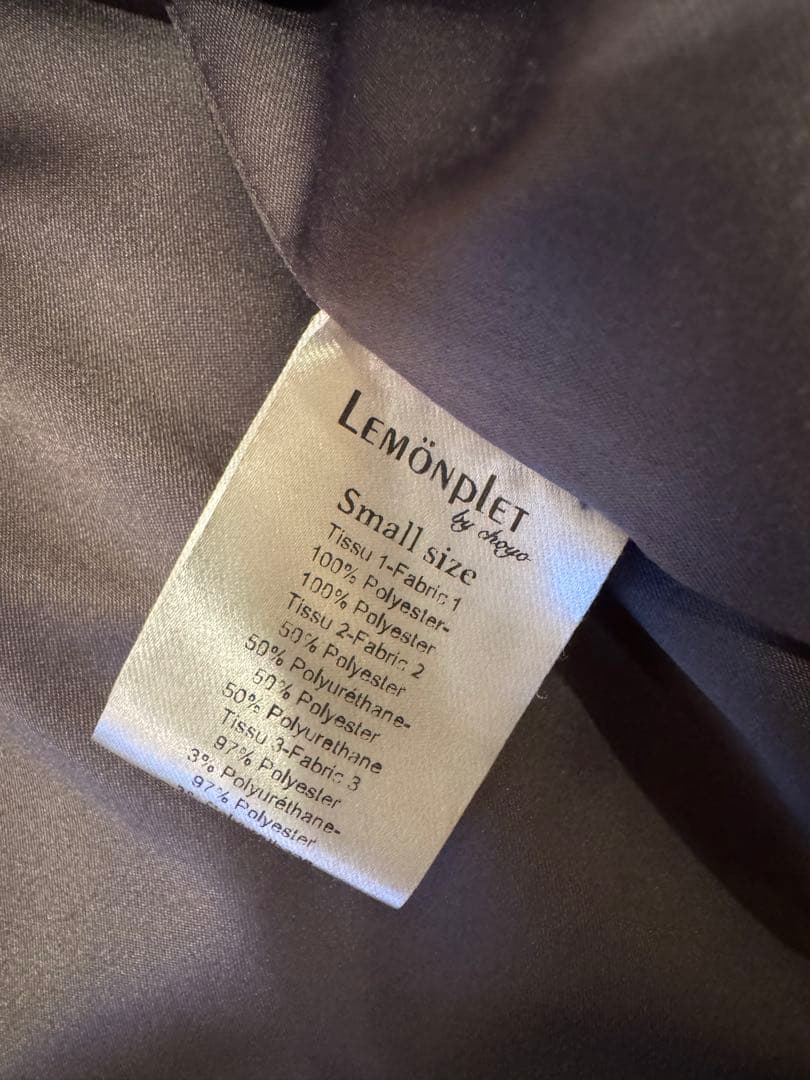 LEMÖNPLET
by choyo
Small size
Tissu 1-Fabric 1
100% Polyester-
100% Polyester
Tissu 2-Fabric 2
50% Polyester
50% Polyuréthane-
50% Polyester
50% Polyurethane
Tissu 3-Fabric 3
97% Polyester
3% Polyuréthane-
97% Polyester